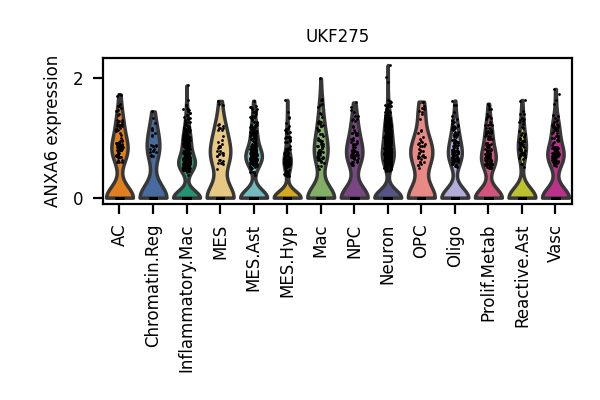 UKF275
ANXA6 expression
2
0
AC
Chromatin.Reg
Inflammatory.Mac
MES
MES.Ast
MES.Hyp
Mac
NPC
Neuron
OPC
Oligo
Prolif.Metab
Reactive.Ast
Vasc